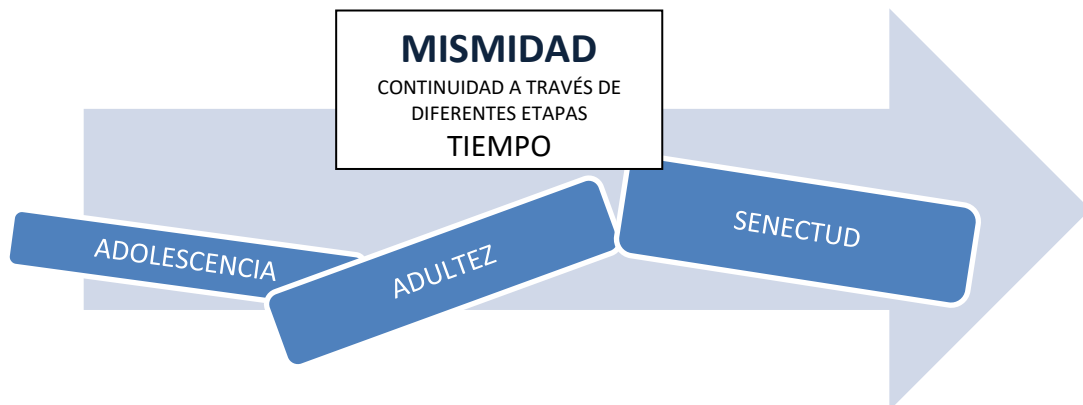 MISMIDAD
CONTINUIDAD A TRAVÉS DE
DIFERENTES ETAPAS
TIEMPO
ADOLESCENCIA
ADULTEZ
SENECTUD